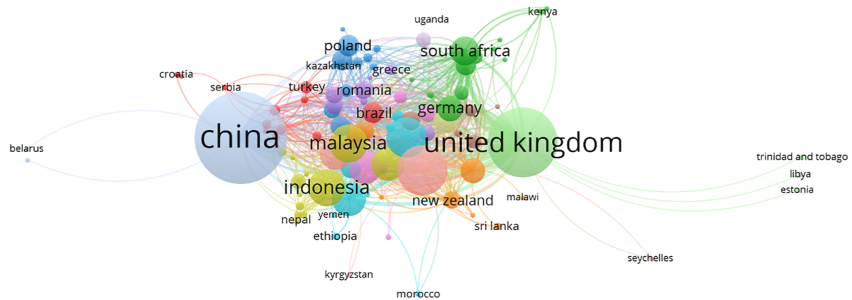 uganda
kenya
poland
south africa
kazakhstan
greece
croatia
serbia
turkey
romania
germany
brazil
china
malaysia
united kingdom
belarus
trinidad and tobago
libya
estonia
indonesia
malawi
new zealand
nepal
yemen
sri lanka
ethiopia
seychelles
kyrgyzstan
morocco